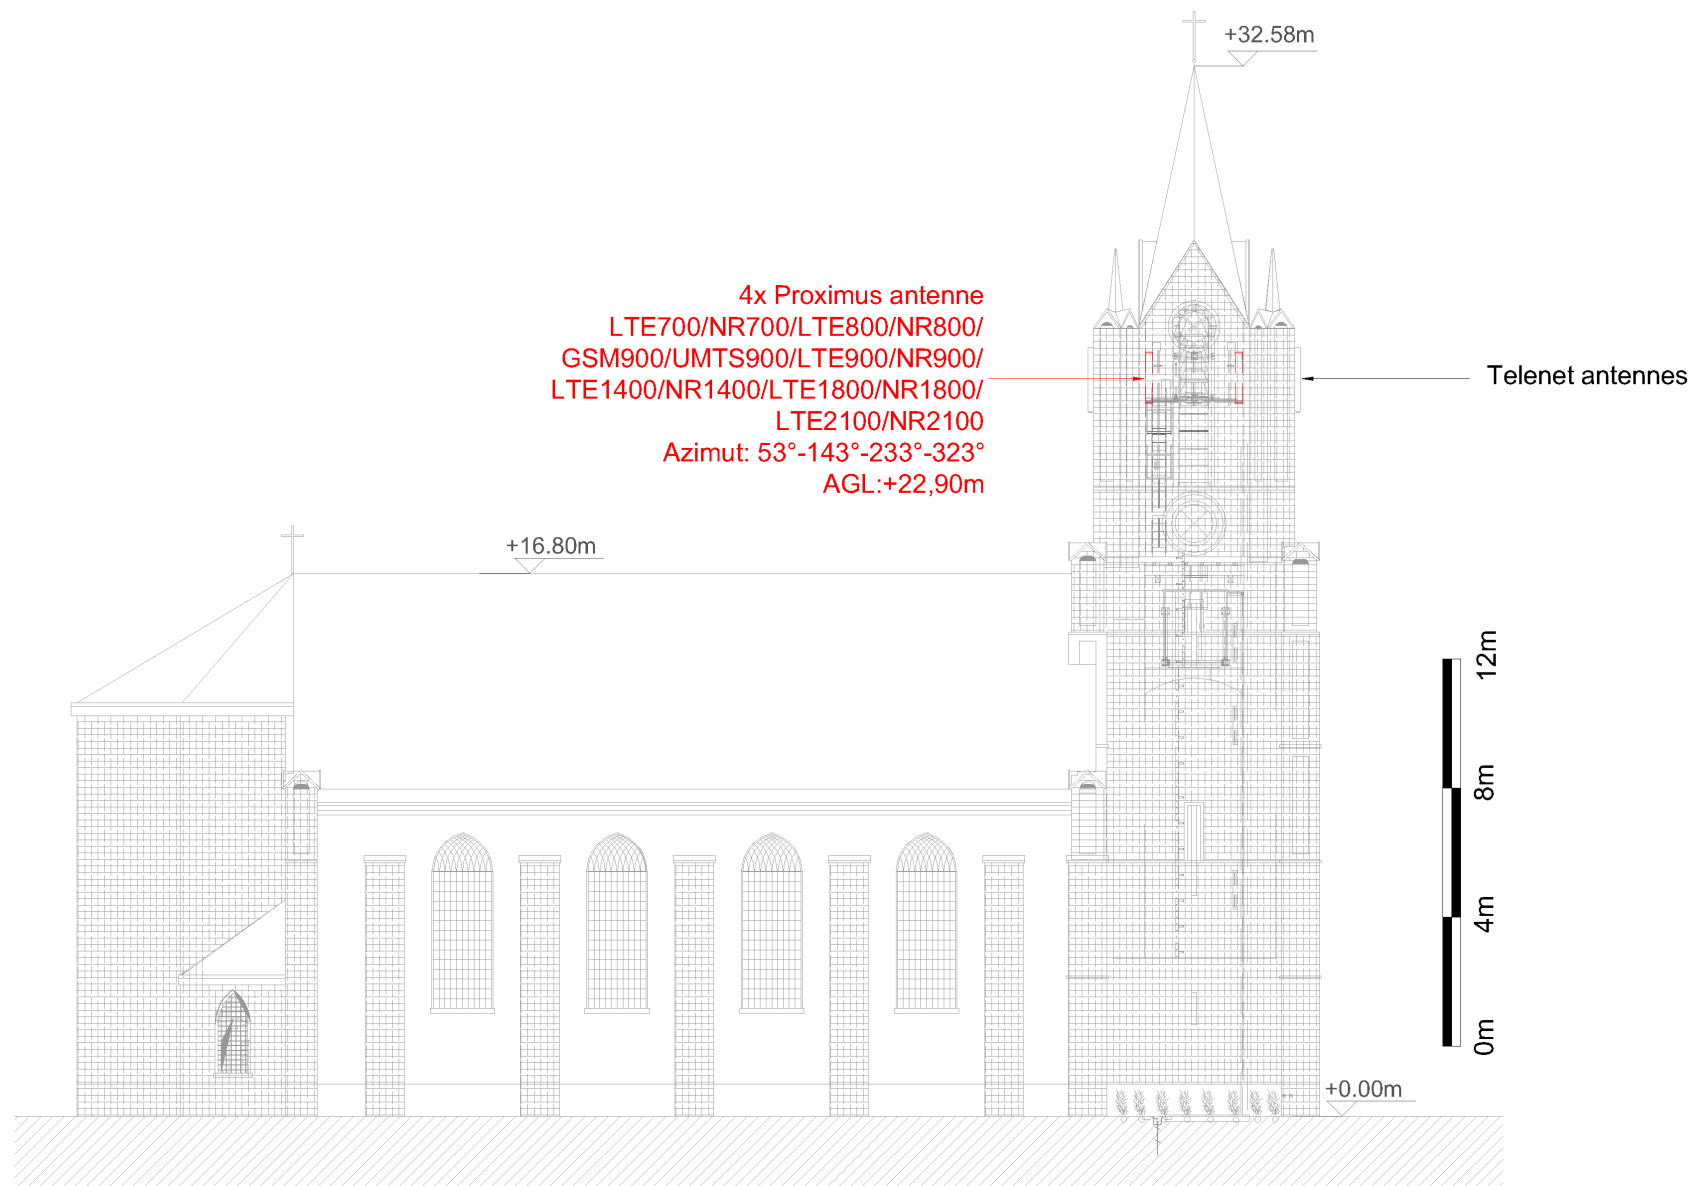 +32.58m
4x Proximus antenne
LTE700/NR700/LTE800/NR800/
GSM900/UMTS900/LTE900/NR900/
LTE1400/NR1400/LTE1800/NR1800/
LTE2100/NR2100
Azimut: 53°-143°-233°-323°
AGL:+22,90m
Telenet antennes
+16.80m
12m
8m
4m
0m
+0.00m